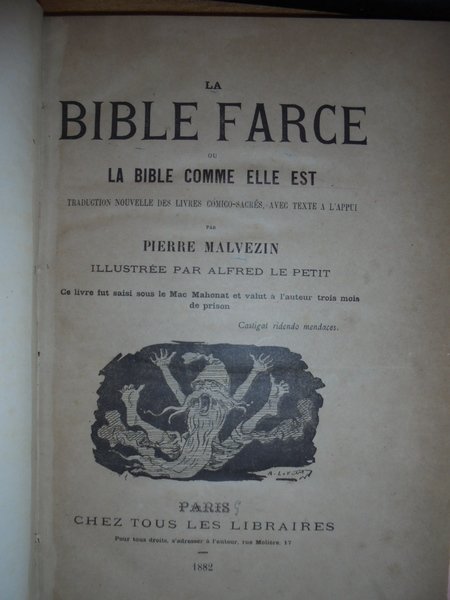 LA
BIBLE FARCE
OU
LA BIBLE COMME ELLE EST
TRADUCTION NOUVELLE DES LIVRES COMICO-SACRÉS, AVEC TEXTE A L'APPUI
PAR
PIERRE MALVEZIN
ILLUSTRÉE PAR ALFRED LE PETIT
Ce livre fut saisi sous le Mac Mahonat et valut à l'auteur trois mois
de prison
Castigat ridendo mendaces.
PARIS
CHEZ TOUS LES LIBRAIRES
Pour tous droits, s'adresser à l'auteur, rue Molière, 17
1882